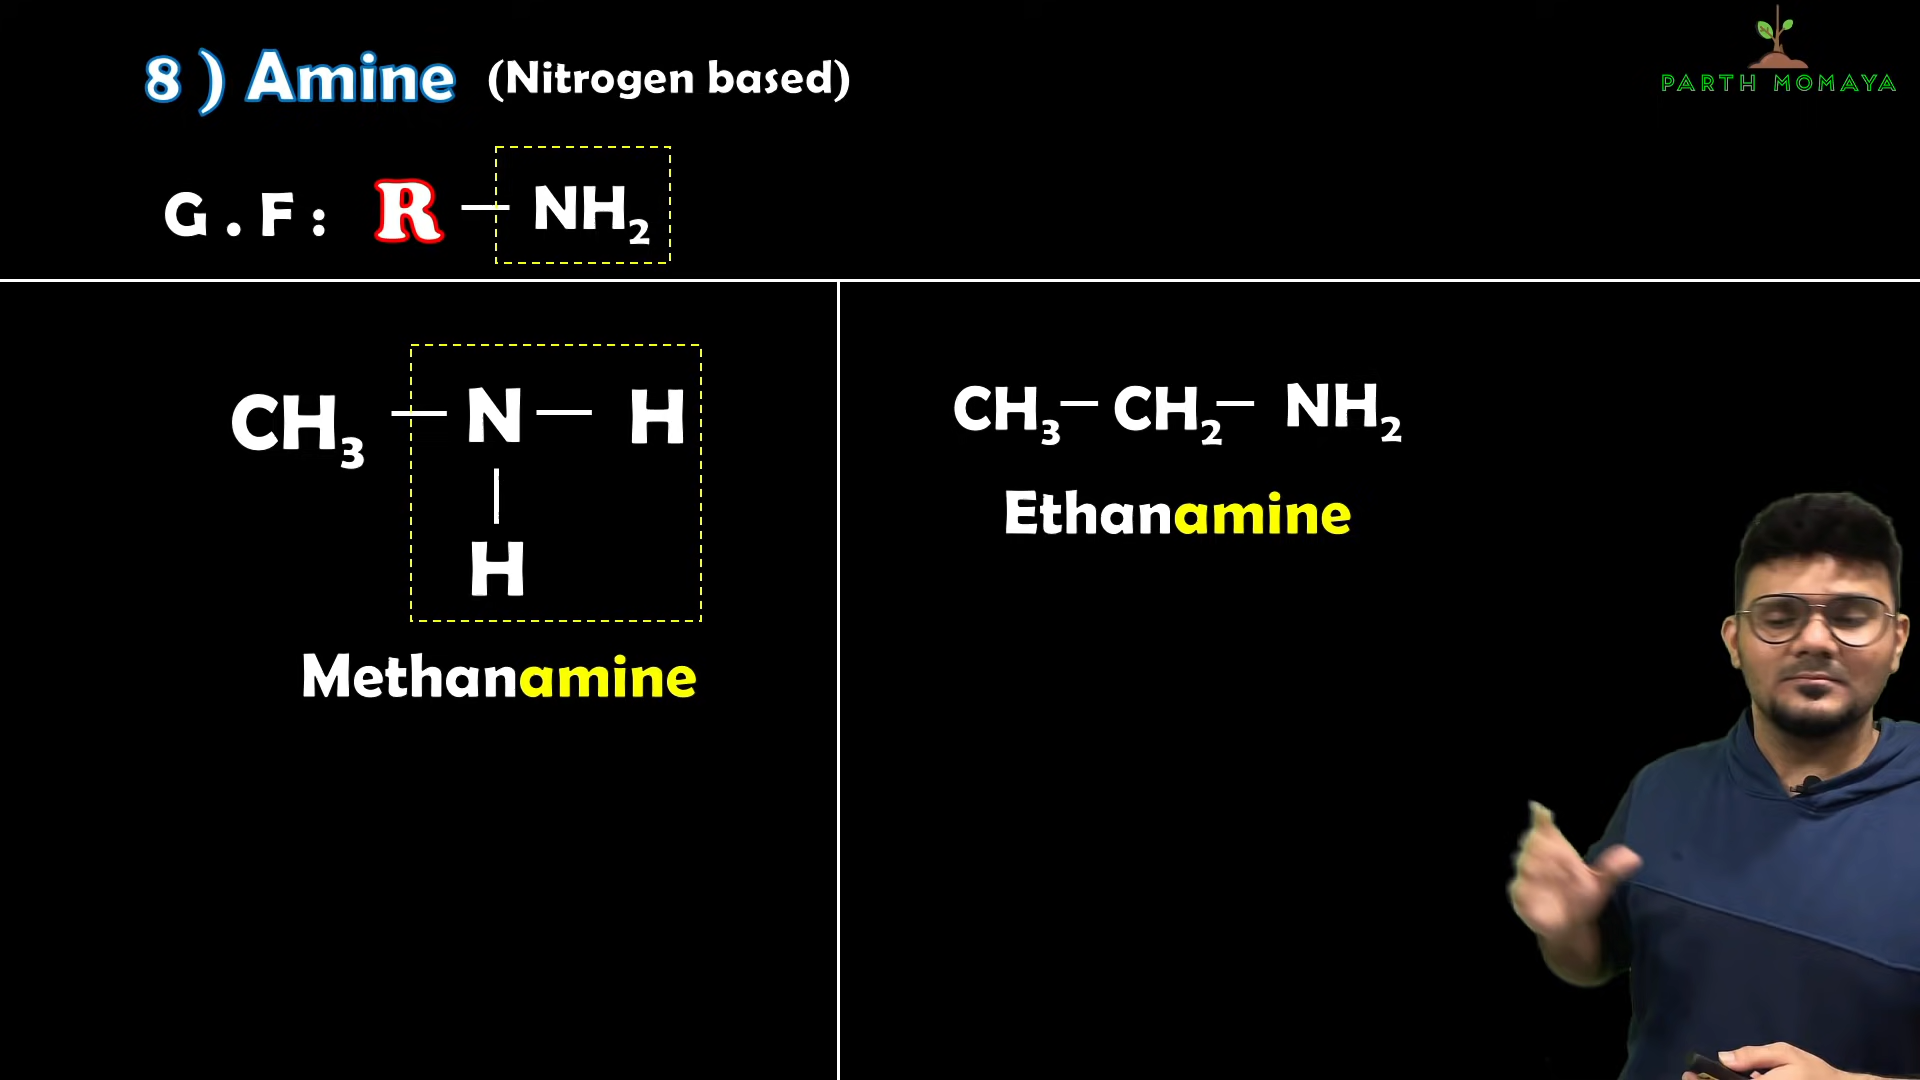 8 ) Amine (Nitrogen based)
PARTH MOMAYA
G . F : R — NH₂
CH₃ — N — H
|
H
Methanamine
CH₃ — CH₂ — NH₂
Ethanamine